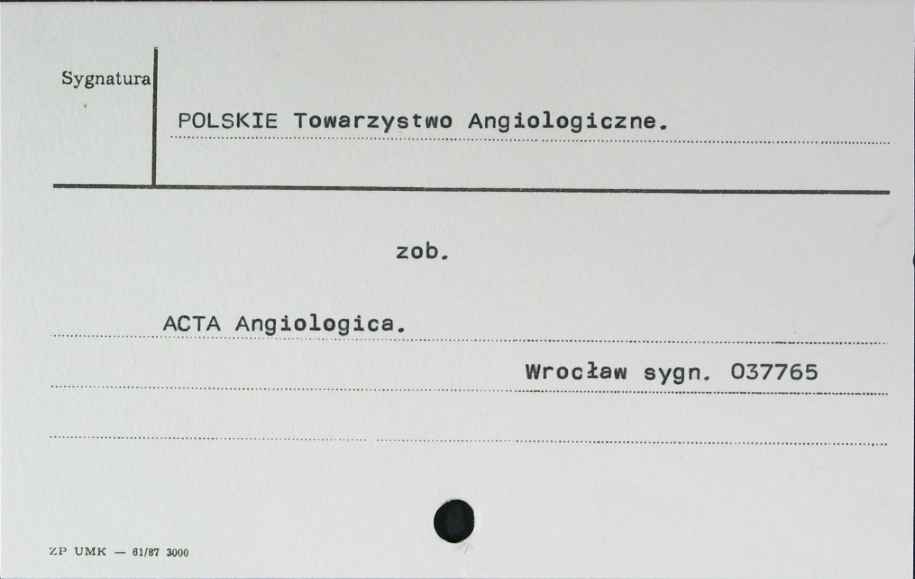 Sygnatura
POLSKIE Towarzystwo Angiologiczne.
zob.
ACTA Angiologica.
Wrocław sygn. 037765
ZP UMK — 61/87 3000